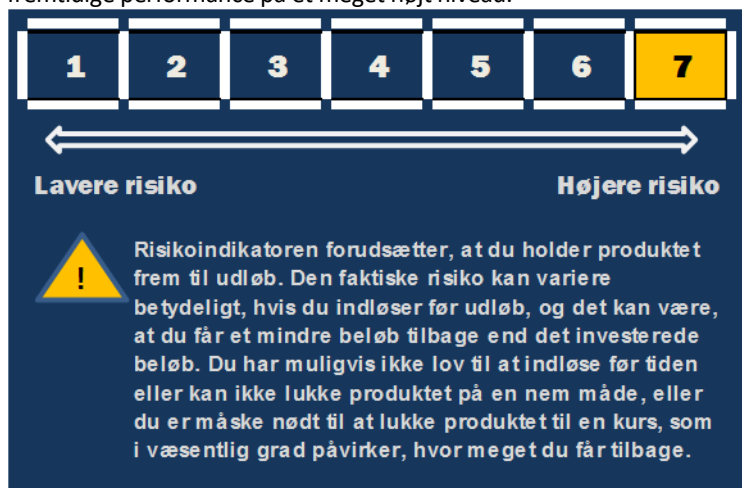 fremtidige performance på et meget højt niveau.
1 2 3 4 5 6 7
Lavere risiko Højere risiko
!
Risikoindikatoren forudsætter, at du holder produktet
frem til udløb. Den faktiske risiko kan variere
betydeligt, hvis du indløser før udløb, og det kan være,
at du får et mindre beløb tilbage end det investerede
beløb. Du har muligvis ikke lov til at indløse før tiden
eller kan ikke lukke produktet på en nem måde, eller
du er måske nødt til at lukke produktet til en kurs, som
i væsentlig grad påvirker, hvor meget du får tilbage.